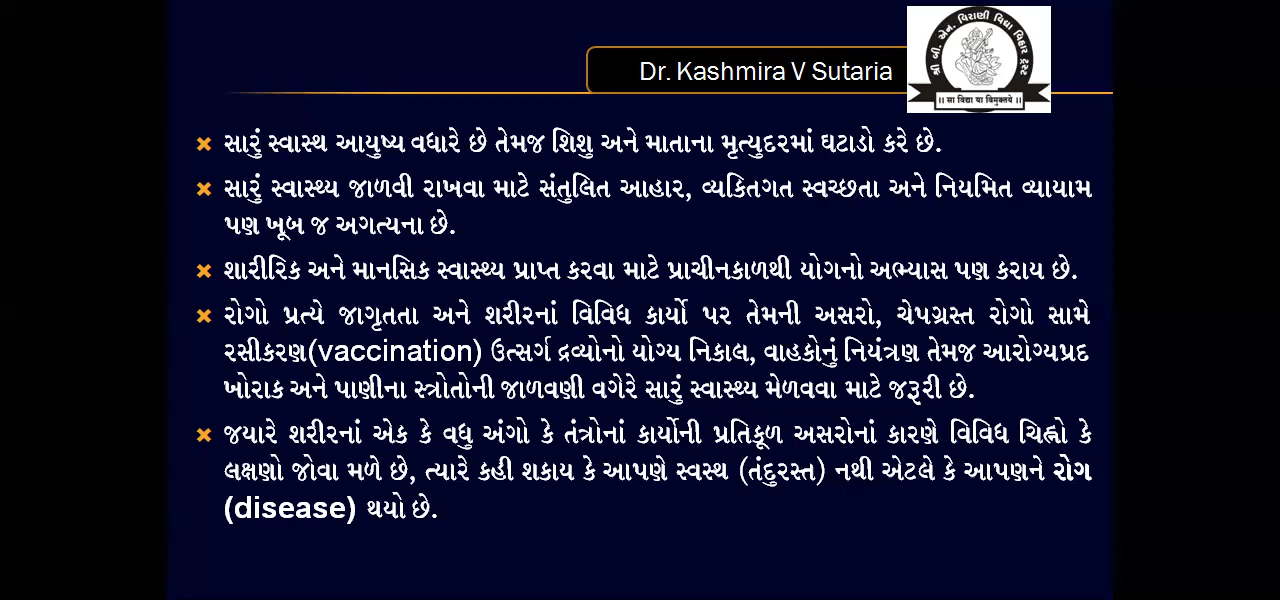 Dr. Kashmira V Sutaria
શ્રી બી. એન. વિરાણી વિદ્યા વિહાર ટ્રસ્ટ
॥ સા વિદ્યા યા વિમુક્તયે ॥
સારું સ્વાસ્થ આયુષ્ય વધારે છે તેમજ શિશુ અને માતાના મૃત્યુદરમાં ઘટાડો કરે છે.
સારું સ્વાસ્થ્ય જાળવી રાખવા માટે સંતુલિત આહાર, વ્યકિતગત સ્વચ્છતા અને નિયમિત વ્યાયામ
પણ ખૂબ જ અગત્યના છે.
શારીરિક અને માનસિક સ્વાસ્થ્ય પ્રાપ્ત કરવા માટે પ્રાચીનકાળથી યોગનો અભ્યાસ પણ કરાય છે.
રોગો પ્રત્યે જાગૃતતા અને શરીરનાં વિવિધ કાર્યો પર તેમની અસરો, ચેપગ્રસ્ત રોગો સામે
રસીકરણ(vaccination) ઉત્સર્ગ દ્રવ્યોનો યોગ્ય નિકાલ, વાહકોનું નિયંત્રણ તેમજ આરોગ્યપ્રદ
ખોરાક અને પાણીના સ્ત્રોતોની જાળવણી વગેરે સારું સ્વાસ્થ્ય મેળવવા માટે જરૂરી છે.
જયારે શરીરનાં એક કે વધુ અંગો કે તંત્રોનાં કાર્યોની પ્રતિકૂળ અસરોનાં કારણે વિવિધ ચિહ્નો કે
લક્ષણો જોવા મળે છે, ત્યારે કહી શકાય કે આપણે સ્વસ્થ (તંદુરસ્ત) નથી એટલે કે આપણને રોગ
(disease) થયો છે.